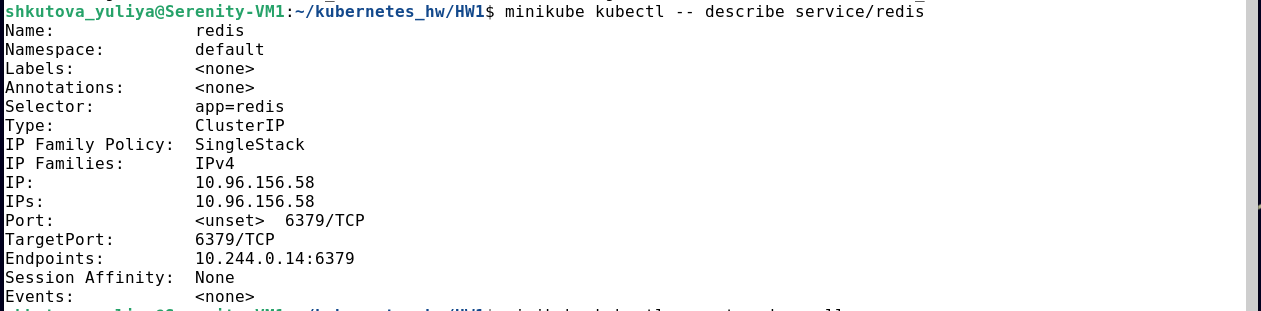 shkutova_yuliya@Serenity-VM1:~/kubernetes_hw/HW1$ minikube kubectl -- describe service/redis
Name:              redis
Namespace:         default
Labels:            <none>
Annotations:       <none>
Selector:          app=redis
Type:              ClusterIP
IP Family Policy:  SingleStack
IP Families:       IPv4
IP:                10.96.156.58
IPs:               10.96.156.58
Port:              <unset>  6379/TCP
TargetPort:        6379/TCP
Endpoints:         10.244.0.14:6379
Session Affinity:  None
Events:            <none>